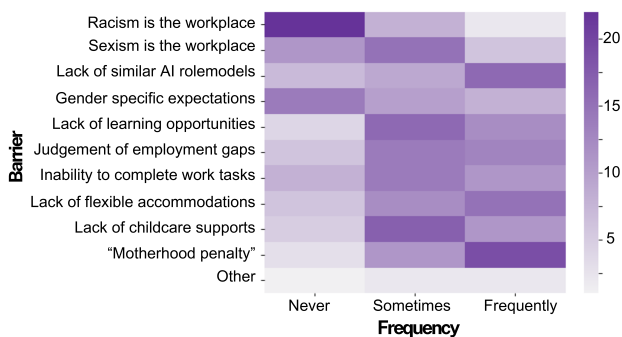 Racism is the workplace
Sexism is the workplace
Lack of similar AI rolemodels
Gender specific expectations
Lack of learning opportunities
Judgement of employment gaps
Inability to complete work tasks
Lack of flexible accommodations
Lack of childcare supports
“Motherhood penalty”
Other
Barrier
Never Sometimes Frequently
Frequency
20
15
10
5